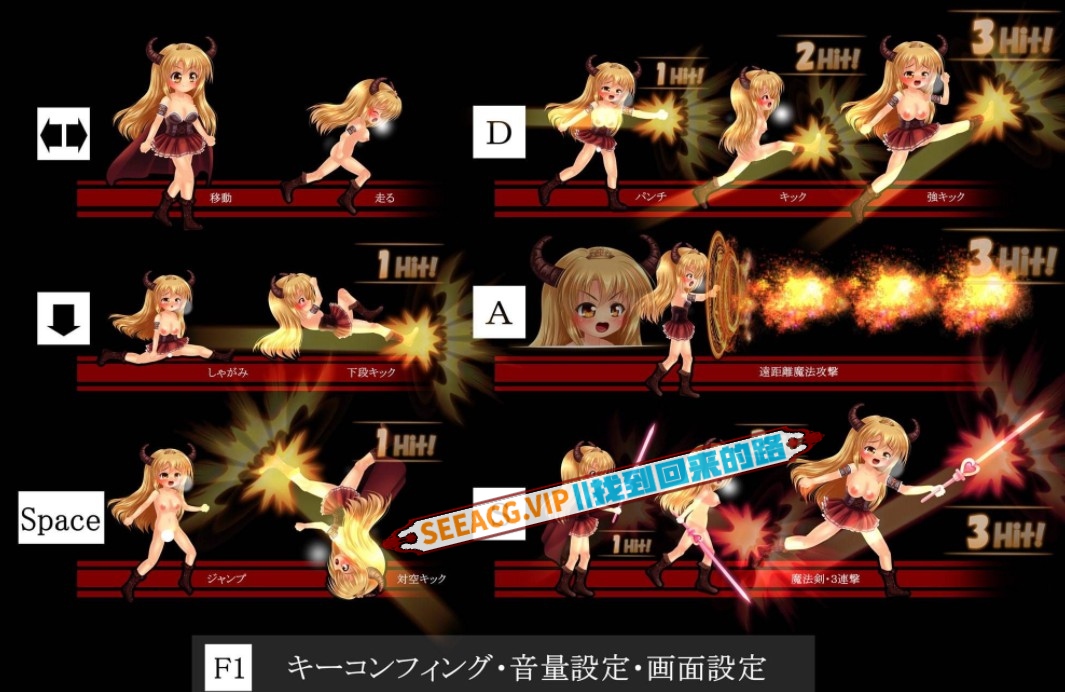 移動
走る
D
1 Hit!
2 Hit!
3 Hit!
パンチ
キック
強キック
1 Hit!
しゃがみ
下段キック
A
3 Hit!
遠距離魔法攻撃
Space
1 Hit!
ジャンプ
対空キック
SEEACG.VIP||找到回来的路
1 Hit!
3 Hit!
魔法剣・3連撃
F1 キーコンフィング・音量設定・画面設定